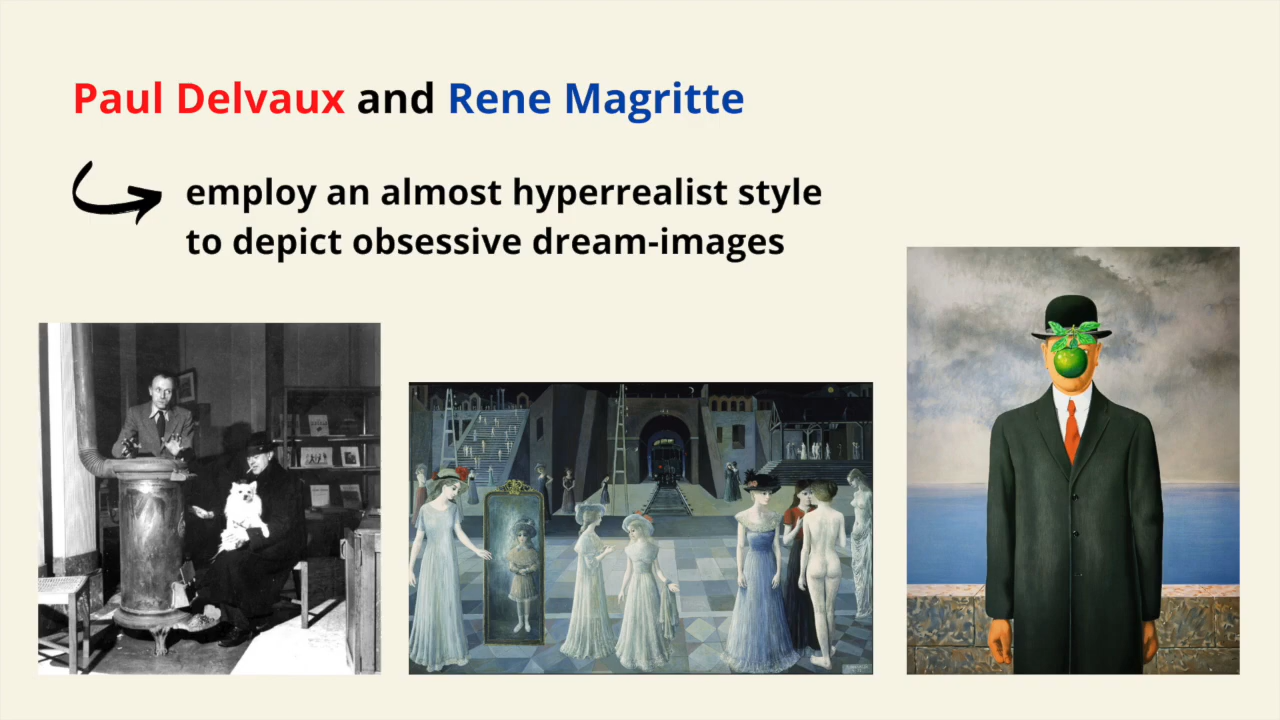 Paul Delvaux and Rene Magritte
employ an almost hyperrealist style
to depict obsessive dream-images